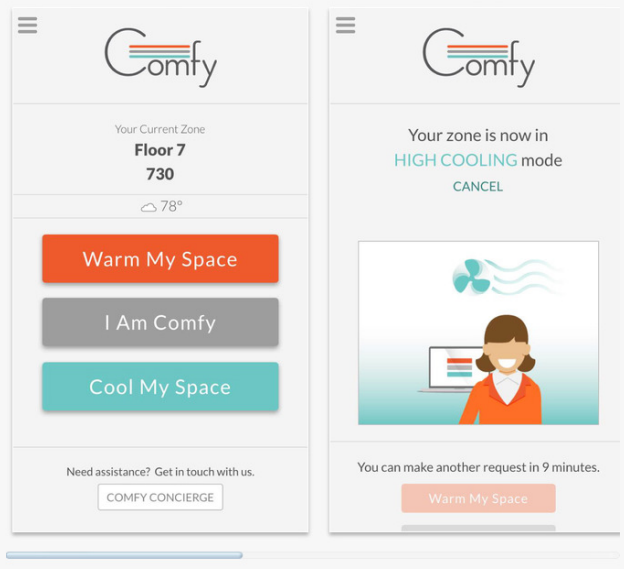 Comfy
Your Current Zone
Floor 7
730
78°
Warm My Space
I Am Comfy
Cool My Space
Need assistance? Get in touch with us.
COMFY CONCIERGE
Comfy
Your zone is now in
HIGH COOLING mode
CANCEL
You can make another request in 9 minutes.
Warm My Space